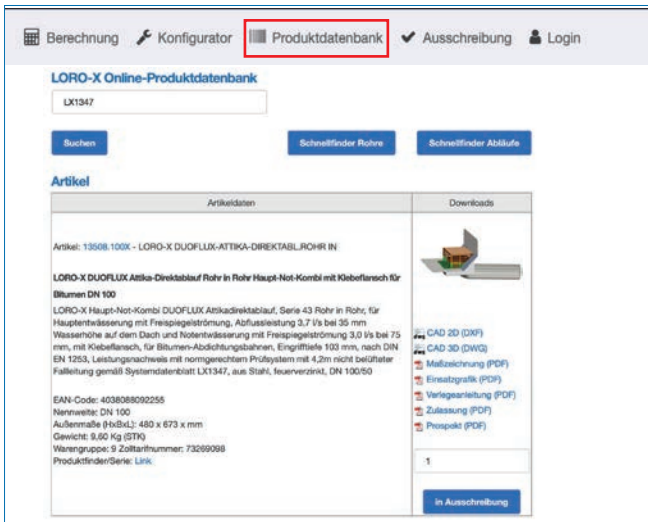 Berechnung Konfigurator Produktdatenbank Ausschreibung Login
LORO-X Online-Produktdatenbank
LX1347
Suchen Schnellfinder Rohre Schnellfinder Abläufe
Artikel
Artikeldaten Downloads
Artikel: 13508.100X - LORO-X DUOFLUX-ATTIKA-DIREKTABL.ROHR IN
LORO-X DUOFLUX Attika-Direktablauf Rohr in Rohr Haupt-Not-Kombi mit Klebeflansch für
Bitumen DN 100
LORO-X Haupt-Not-Kombi DUOFLUX Attikadirektablauf, Serie 43 Rohr in Rohr, für
Hauptentwässerung mit Freispiegelströmung, Abflussleistung 3,7 l/s bei 35 mm
Wasserhöhe auf dem Dach und Notentwässerung mit Freispiegelströmung 3,0 l/s bei 75
mm, mit Klebeflansch, für Bitumen-Abdichtungsbahnen, Eingrifftiefe 103 mm, nach DIN
EN 1253, Leistungsnachweis mit normgerechtem Prüfsystem mit 4,2m nicht belüfteter
Fallleitung gemäß Systemdatenblatt LX1347, aus Stahl, feuerverzinkt, DN 100/50
EAN-Code: 4038088092255
Nennweite: DN 100
Außenmaße (HxBxL): 480 x 673 x mm
Gewicht: 9,60 Kg (STK)
Warengruppe: 9 Zolltarifnummer: 73269098
Produktfinder/Serie: Link
CAD 2D (DXF)
CAD 3D (DWG)
Maßzeichnung (PDF)
Einsatzgrafik (PDF)
Verlegeanleitung (PDF)
Zulassung (PDF)
Prospekt (PDF)
1
in Ausschreibung